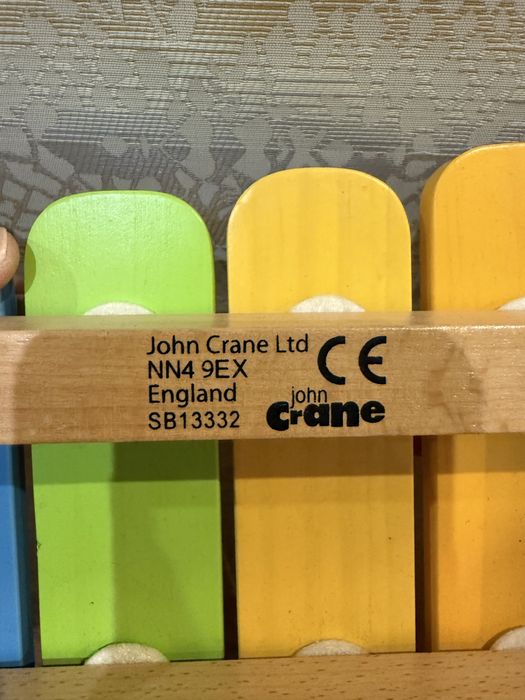 John Crane Ltd
NN4 9EX
England
SB13332
CE
john
crane